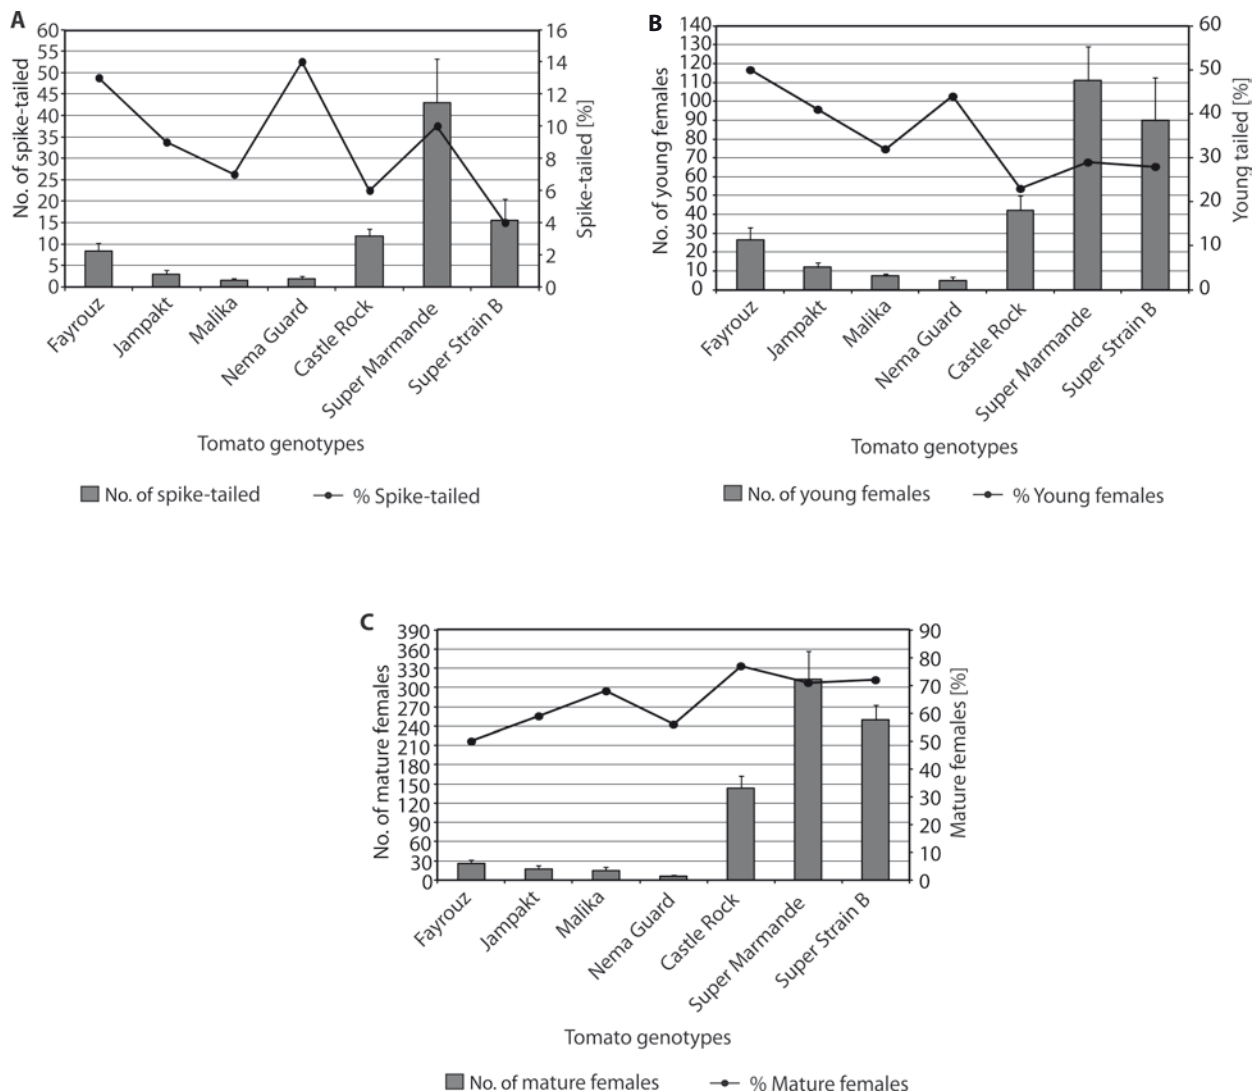 A
No. of spike-tailed
60
55
50
45
40
35
30
25
20
15
10
5
0
16
14
12
10
8
6
4
2
0
Spike-tailed [%]
Fayrouz
Jampakt
Malika
Nema Guard
Castle Rock
Super Marmande
Super Strain B
Tomato genotypes
No. of spike-tailed
% Spike-tailed
B
No. of young females
140
130
120
110
100
90
80
70
60
50
40
30
20
10
0
60
50
40
30
20
10
0
Young tailed [%]
Fayrouz
Jampakt
Malika
Nema Guard
Castle Rock
Super Marmande
Super Strain B
Tomato genotypes
No. of young females
% Young females
C
No. of mature females
390
360
330
300
270
240
210
180
150
120
90
60
30
0
90
80
70
60
50
40
30
20
10
0
Mature females [%]
Fayrouz
Jampakt
Malika
Nema Guard
Castle Rock
Super Marmande
Super Strain B
Tomato genotypes
No. of mature females
% Mature females